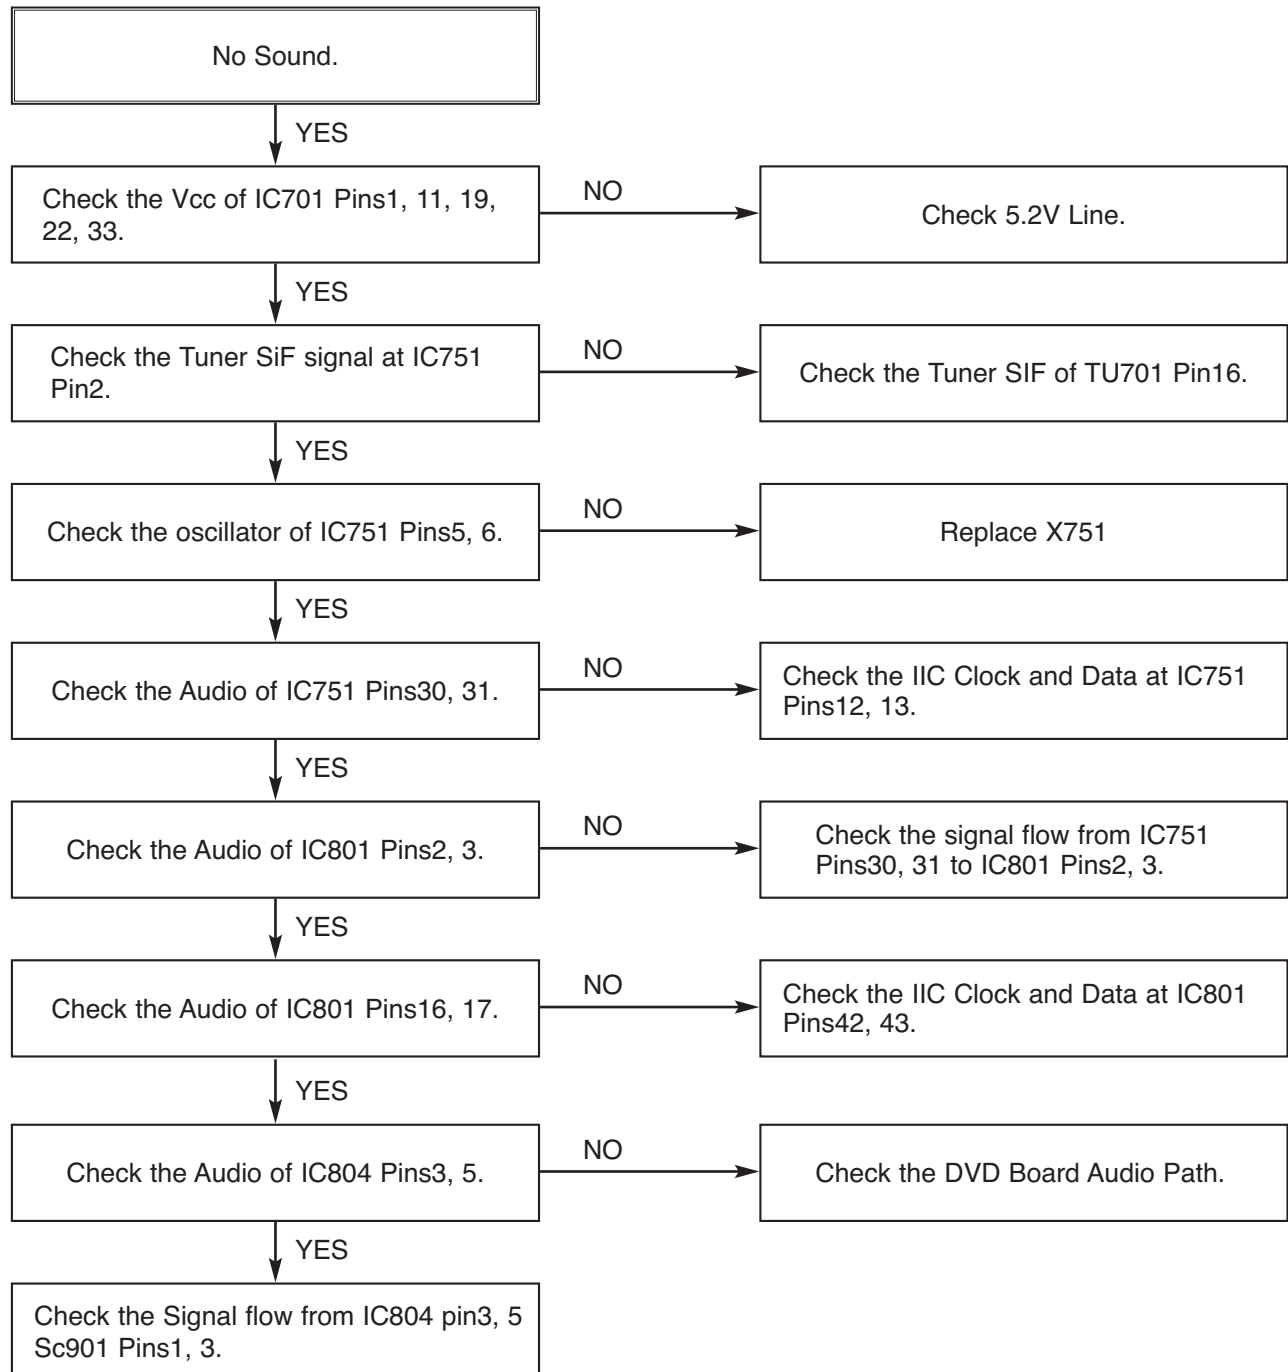 No Sound.
YES
Check the Vcc of IC701 Pins1, 11, 19,
22, 33.
NO
Check 5.2V Line.
YES
Check the Tuner SiF signal at IC751
Pin2.
NO
Check the Tuner SIF of TU701 Pin16.
YES
Check the oscillator of IC751 Pins5, 6.
NO
Replace X751
YES
Check the Audio of IC751 Pins30, 31.
NO
Check the IIC Clock and Data at IC751
Pins12, 13.
YES
Check the Audio of IC801 Pins2, 3.
NO
Check the signal flow from IC751
Pins30, 31 to IC801 Pins2, 3.
YES
Check the Audio of IC801 Pins16, 17.
NO
Check the IIC Clock and Data at IC801
Pins42, 43.
YES
Check the Audio of IC804 Pins3, 5.
NO
Check the DVD Board Audio Path.
YES
Check the Signal flow from IC804 pin3, 5
Sc901 Pins1, 3.